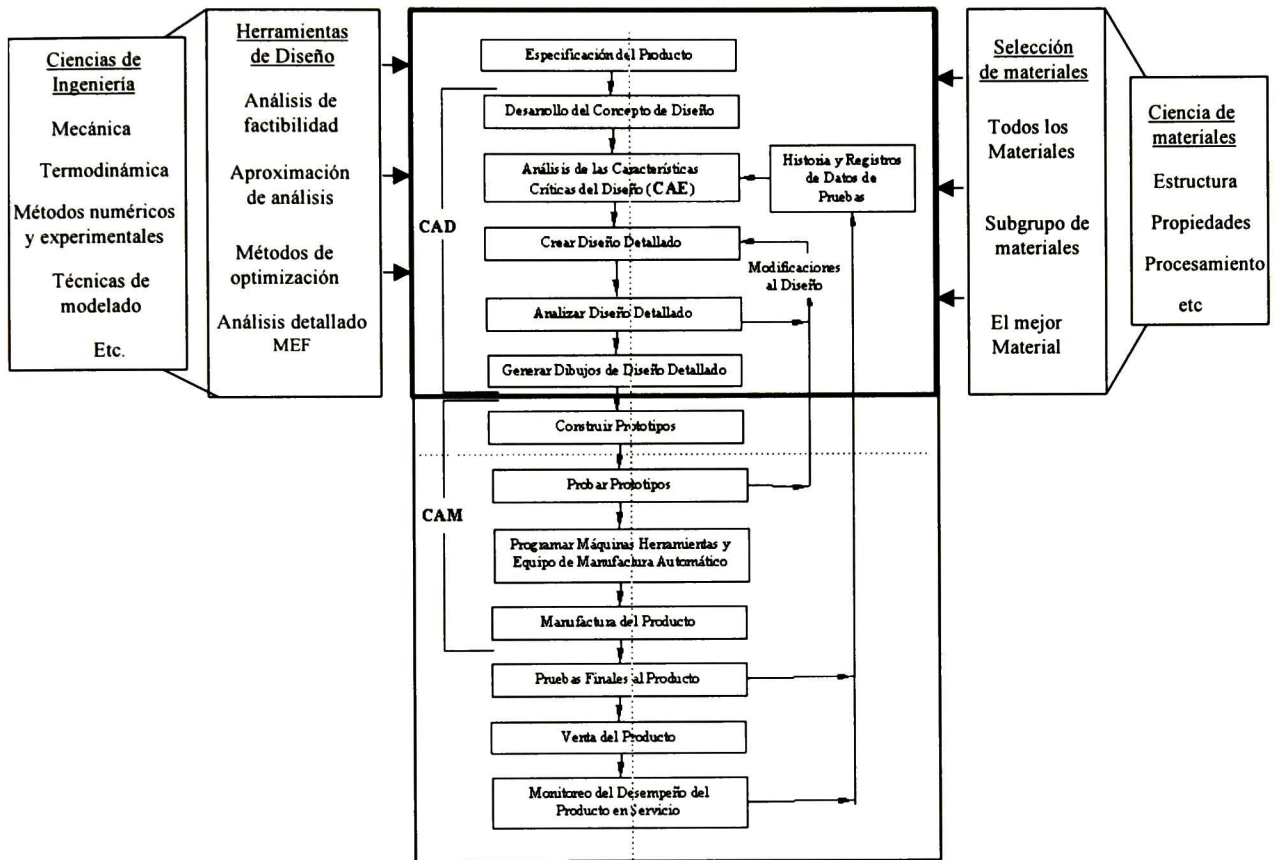 Ciencias de
Ingeniería
Mecánica
Termodinámica
Métodos numéricos
y experimentales
Técnicas de
modelado
Etc.
Herramientas
de Diseño
Análisis de
factibilidad
Aproximación
de análisis
Métodos de
optimización
Análisis detallado
MEF
CAD
CAM
Especificación del Producto
Desarrollo del Concepto de Diseño
Análisis de las Características
Críticas del Diseño (CAE)
Crear Diseño Detallado
Analizar Diseño Detallado
Generar Dibujos de Diseño Detallado
Construir Prototipos
Probar Prototipos
Programar Máquinas Herramientas y
Equipo de Manufactura Automático
Manufactura del Producto
Pruebas Finales al Producto
Venta del Producto
Monitoreo del Desempeño del
Producto en Servicio
Historia y Registros
de Datos de
Pruebas
Modificaciones
al Diseño
Selección
de materiales
Todos los
Materiales
Subgrupo de
materiales
El mejor
Material
Ciencia de
materiales
Estructura
Propiedades
Procesamiento
etc